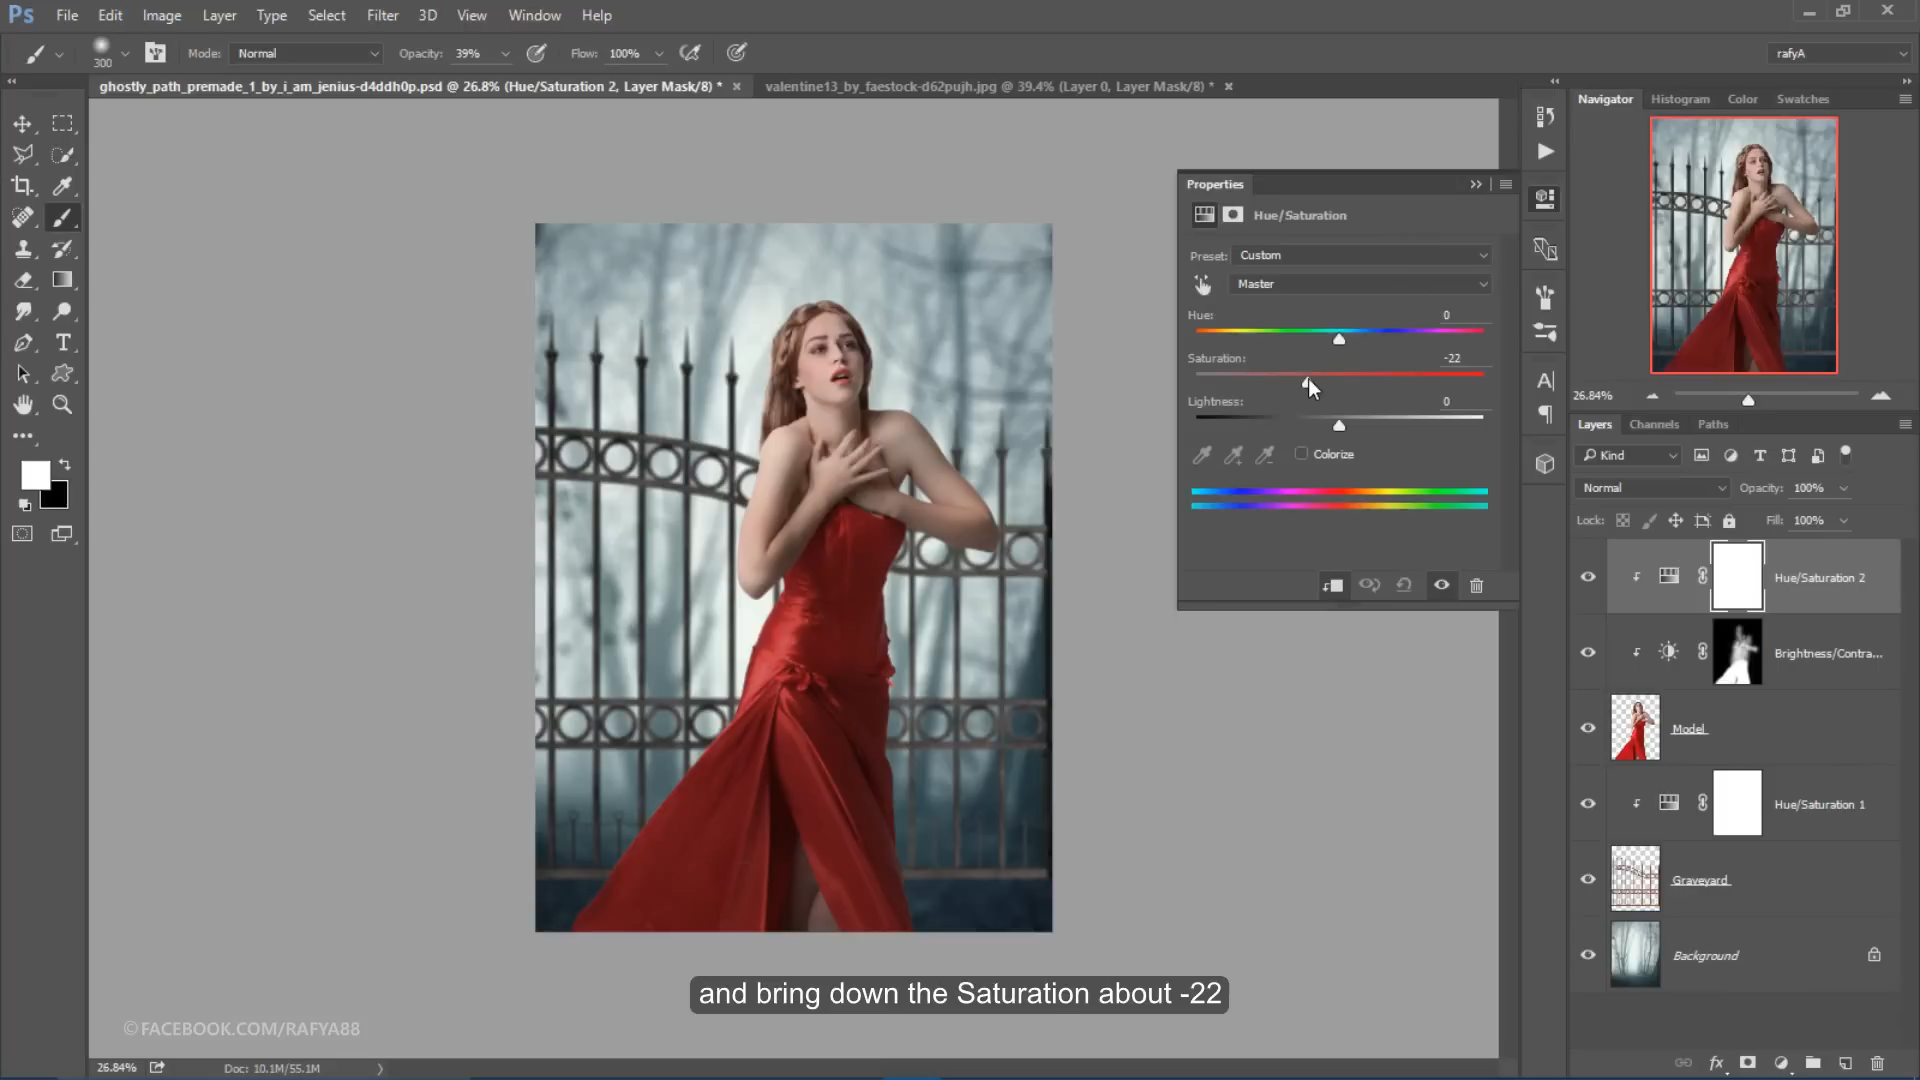 Ps File Edit Image Layer Type Select Filter 3D View Window Help
300 Mode: Normal Opacity: 39% Flow: 100% rafyA
ghostly_path_premade_1_by_i_am_jenius-d4ddh0p.psd @ 26.8% (Hue/Saturation 2, Layer Mask/8) * valentine13_by_faestock-d62pujh.jpg @ 39.4% (Layer 0, Layer Mask/8) *
Navigator Histogram Color Swatches
Properties
Hue/Saturation
Preset: Custom
Master
Hue: 0
Saturation: -22
Lightness: 0
Colorize
26.84%
Layers Channels Paths
Kind
Normal Opacity: 100%
Lock: Fill: 100%
Hue/Saturation 2
Brightness/Contra...
Model
Hue/Saturation 1
Graveyard
Background
and bring down the Saturation about -22
©FACEBOOK.COM/RAFYA88
26.84% Doc: 10.1M/55.1M
fx